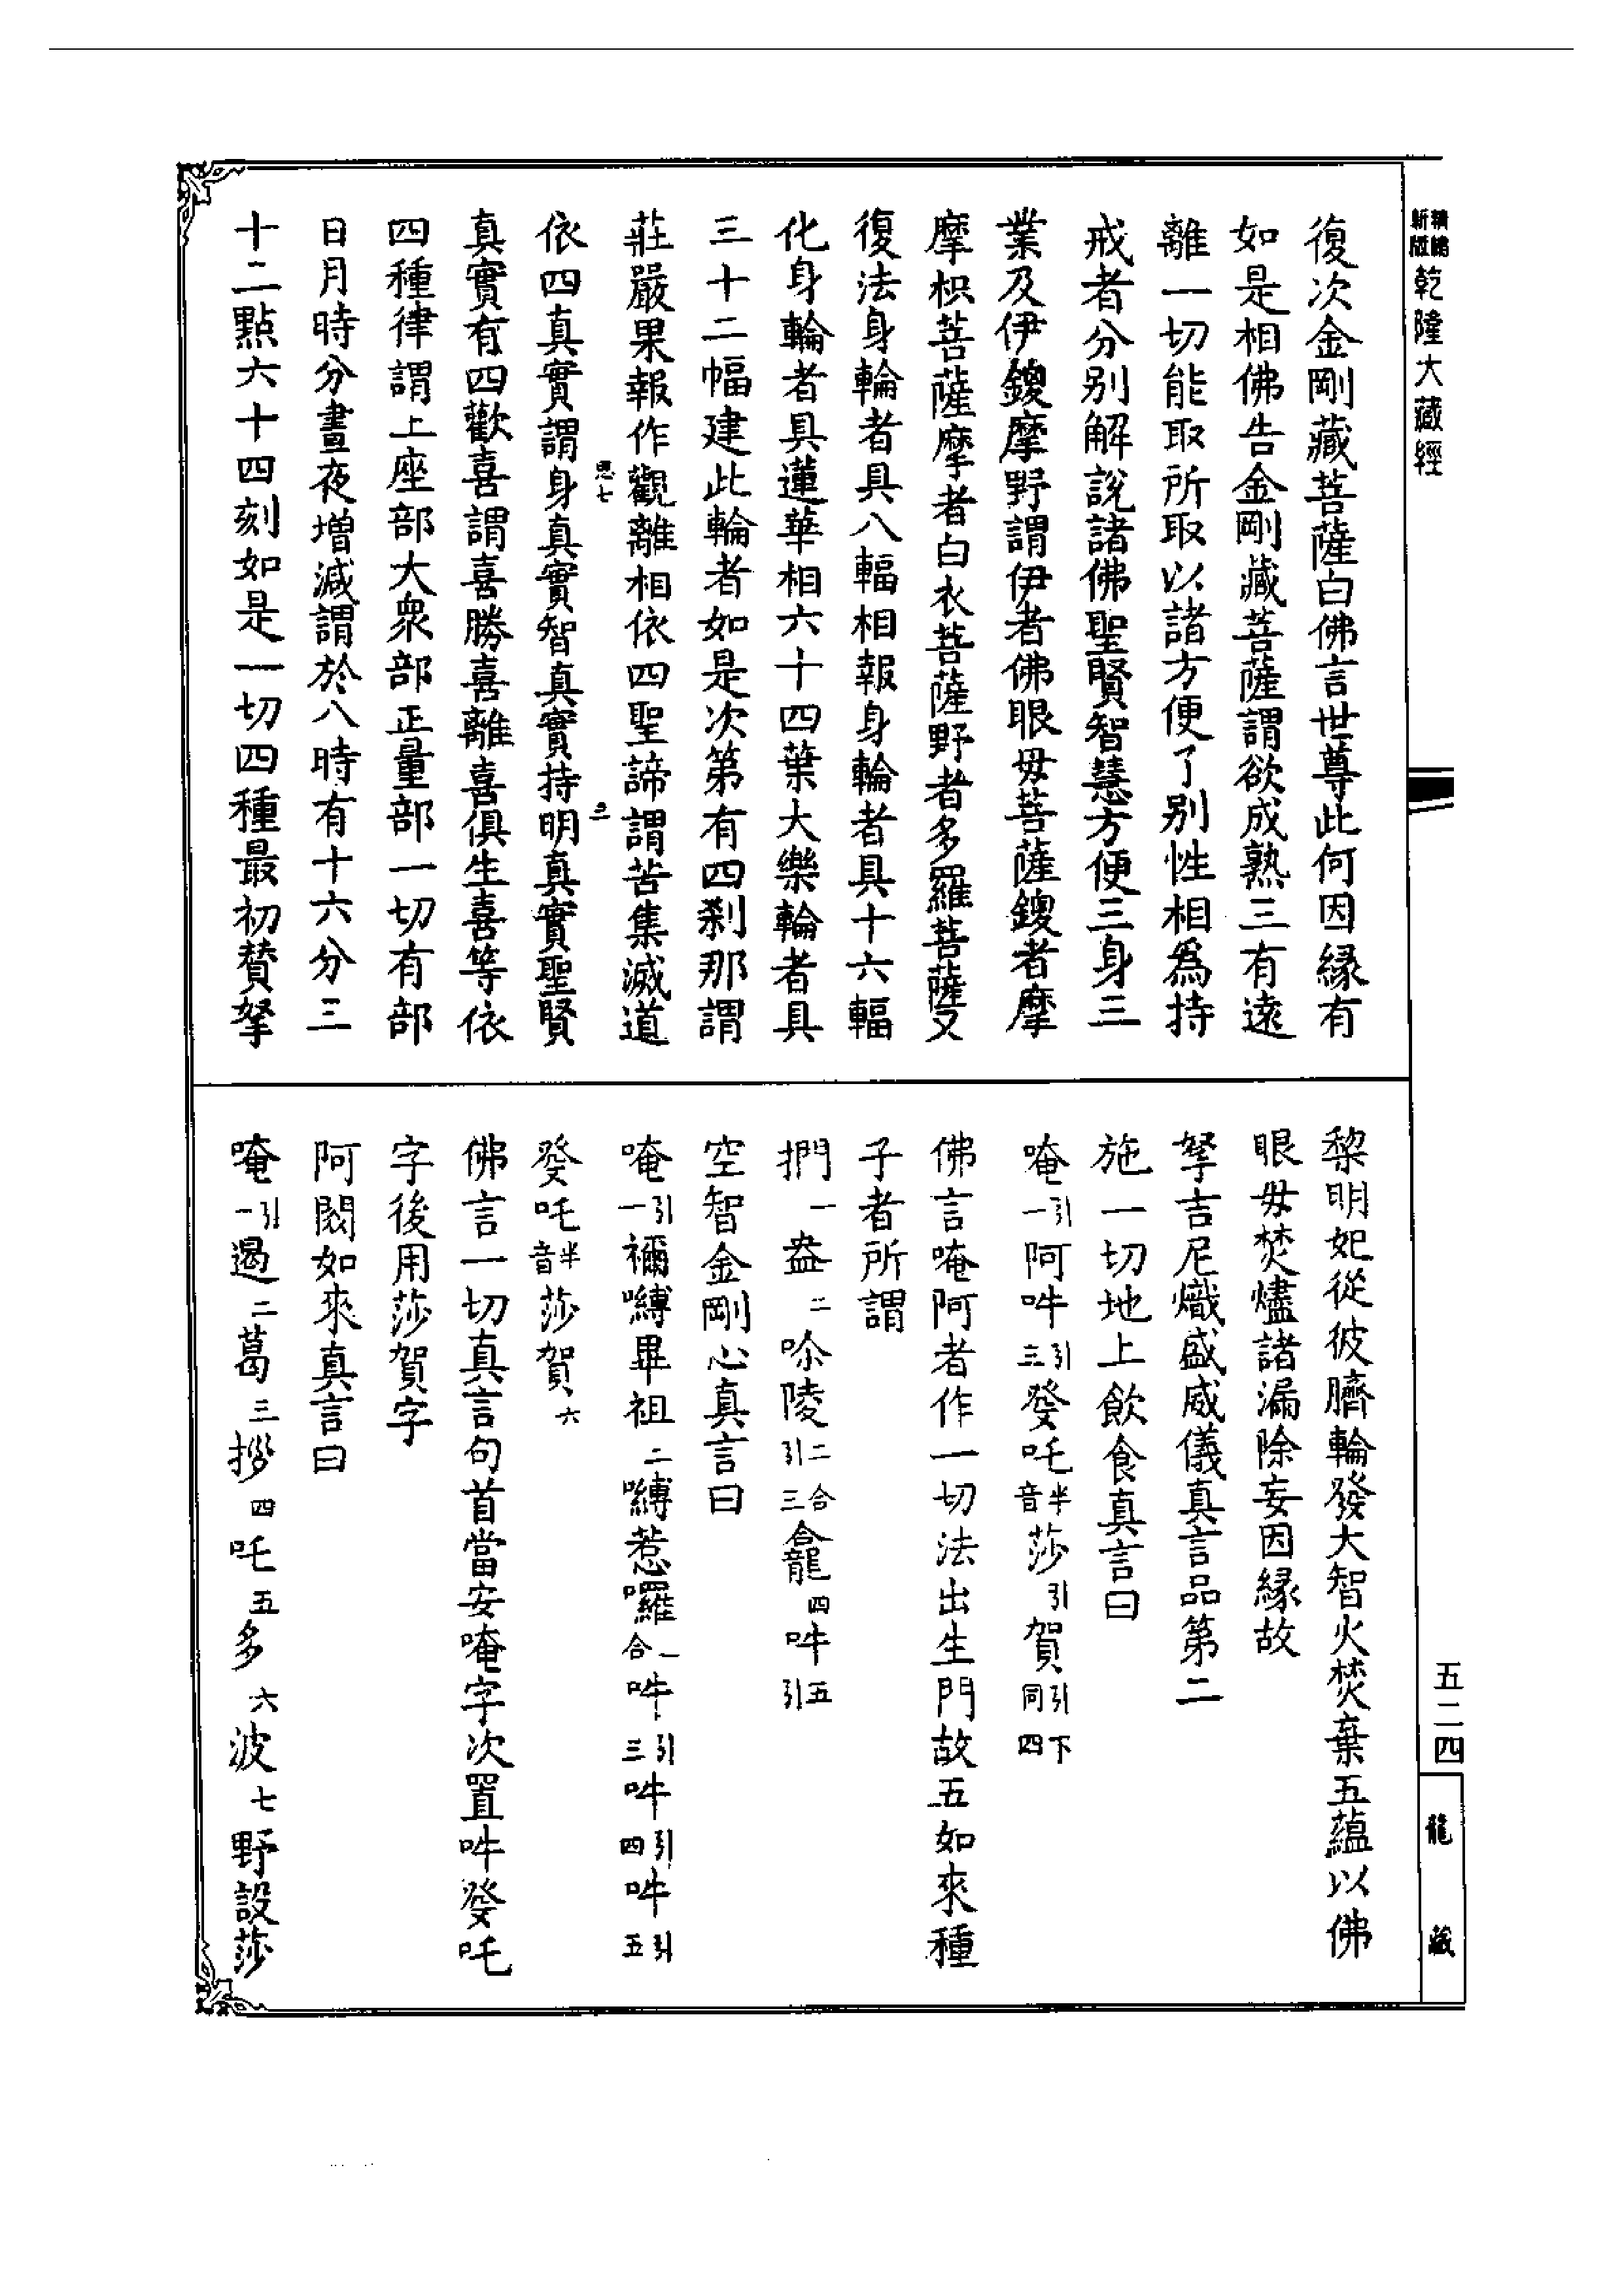 新版精編乾隆大藏經
復次金剛藏菩薩白佛言世尊此何因緣有
如是相佛告金剛藏菩薩謂欲成熟三有遠
離一切能取所取以諸方便了別性相為持
戒者分別解說諸佛聖賢智慧方便三身三
業及伊鑁摩野謂伊者佛眼毋菩薩鑁者摩
摩枳菩薩摩者白衣菩薩野者多羅菩薩又
復法身輪者具八輻相報身輪者具十六輻
化身輪者具蓮華相六十四葉大樂輪者具
三十二幅建此輪者如是次第有四剎那謂
莊嚴果報作觀離相依四聖諦謂苦集滅道
思七 三
依四真實謂身真實智真實持明真實聖賢
真實有四歡喜謂喜勝喜離喜俱生喜等依
四種律謂上座部大眾部正量部一切有部
日月時分晝夜增減謂於八時有十六分三
十二點六十四刻如是一切四種最初贊拏
棃明妃從彼臍輪發大智火焚棄五蘊以佛
眼毋焚燼諸漏除妄因緣故
拏吉尼熾盛威儀真言品第二
施一切地上飲食真言曰
唵引一阿吽引三癹吒半音莎引賀引下同四
佛言唵阿者作一切法出生門故五如來種
子者所謂
捫一盎二唥陵二合引三龕四吽五引
空智金剛心真言曰
唵引一禰嚩畢祖二嚩惹囉二合吽引三吽引四吽引五
癹吒半音莎賀六
佛言一切真言句首當安唵字次置吽癹吒
字後用莎賀字
阿閦如來真言曰
唵引一遏二葛三拶四吒五多六波七野設莎
五二四
龍藏